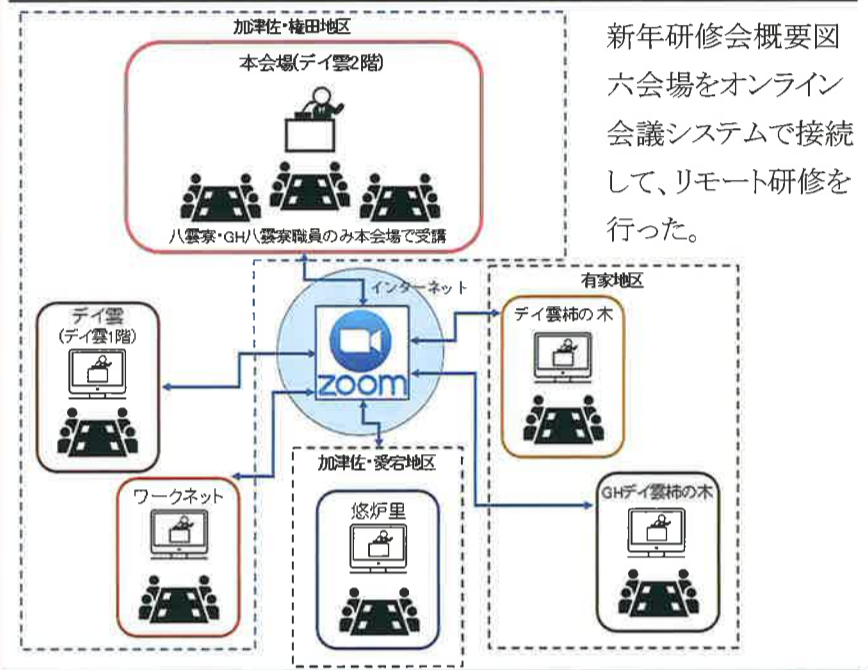 加津佐・権田地区
本会場(デイ雲2階)
八雲寮・GH八雲寮職員のみ本会場で受講
新年研修会概要図
六会場をオンライン
会議システムで接続
して、リモート研修を
行った。
インターネット
zoom
有家地区
デイ雲柿の木
デイ雲
(デイ雲1階)
加津佐・愛宕地区
ワークネット
悠炉里
GHデイ雲柿の木